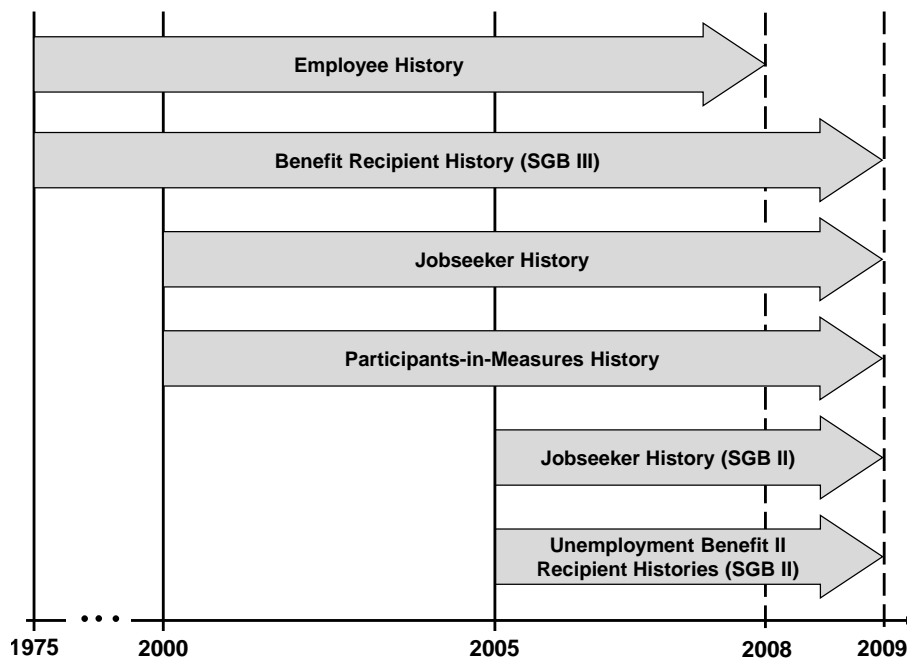 Employee History
Benefit Recipient History (SGB III)
Jobseeker History
Participants-in-Measures History
Jobseeker History (SGB II)
Unemployment Benefit II
Recipient Histories (SGB II)
1975 ••• 2000 2005 2008 2009